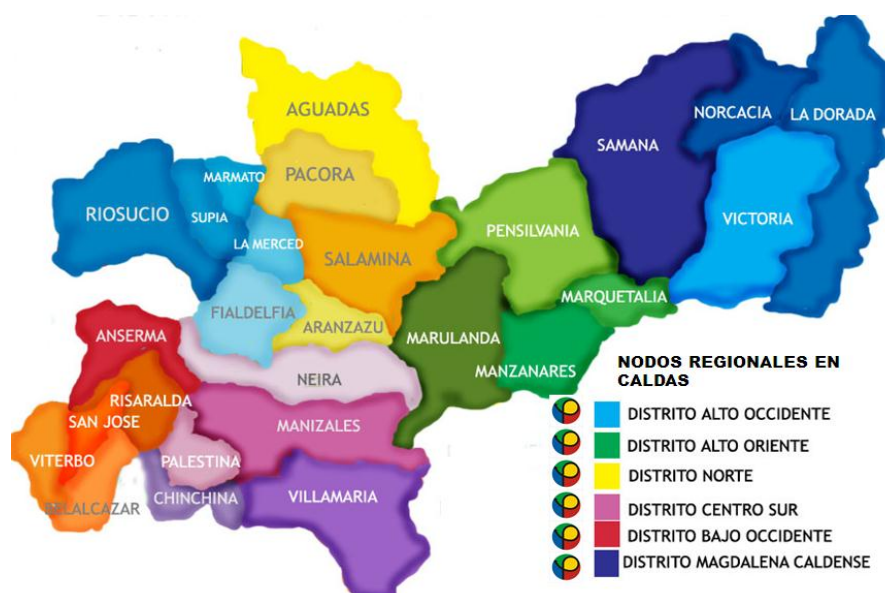 AGUADAS
NORCACIA
LA DORADA
SAMANA
MARMATO
PACORA
RIOSUCIO
SUPIA
VICTORIA
PENSILVANIA
LA MERCED
SALAMINA
MARQUETALIA
FIALDELFIA
ARANZAZU
MARULANDA
ANSERMA
NEIRA
MANZANARES
RISARALDA
SAN JOSE
MANIZALES
VITERBO
PALESTINA
CHINCHINA
VILLAMARIA
BELALCAZAR
NODOS REGIONALES EN
CALDAS
DISTRITO ALTO OCCIDENTE
DISTRITO ALTO ORIENTE
DISTRITO NORTE
DISTRITO CENTRO SUR
DISTRITO BAJO OCCIDENTE
DISTRITO MAGDALENA CALDENSE